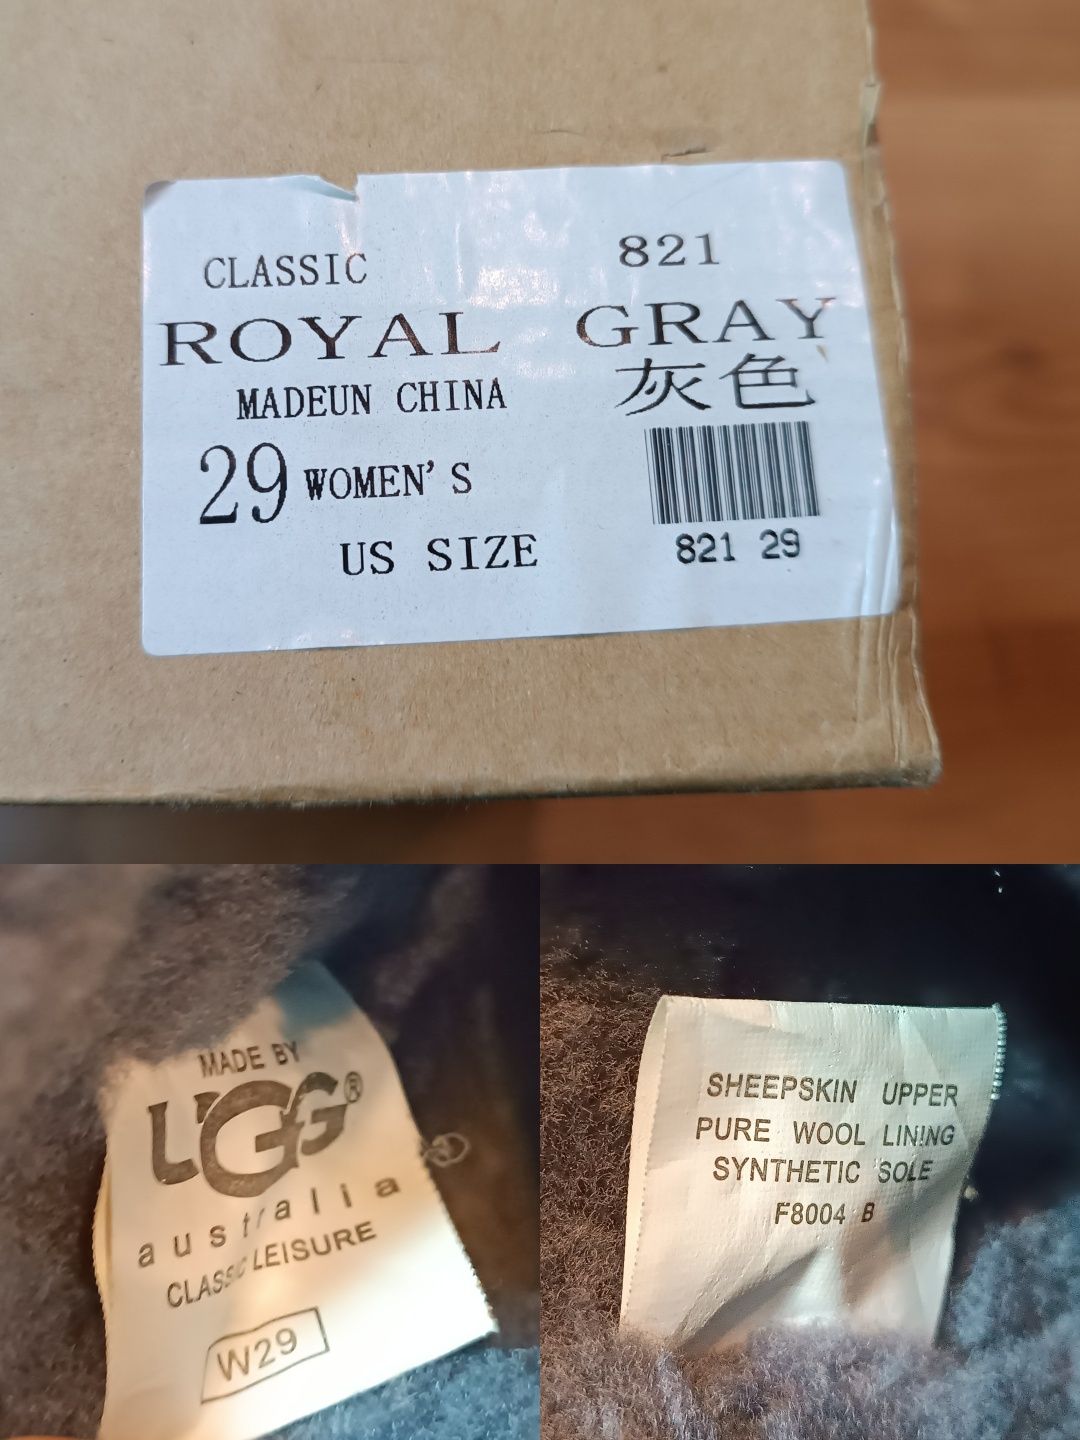 CLASSIC 821
ROYAL GRAY
MADEUN CHINA 灰色
29 WOMEN'S
US SIZE 821 29
MADE BY
UGG®
australia
CLASSIC LEISURE
W29
SHEEPSKIN UPPER
PURE WOOL LINING
SYNTHETIC SOLE
F8004 B